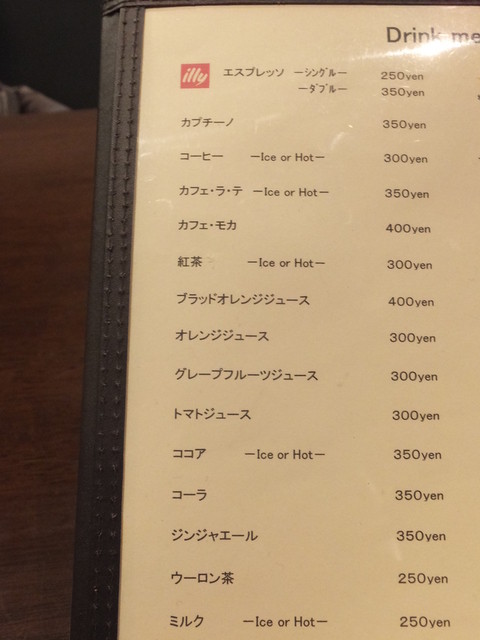 Drink me
illy エスプレッソ ーシングルー 250yen
ーダブルー 350yen
カプチーノ 350yen
コーヒー ーIce or Hotー 300yen
カフェ・ラ・テ ーIce or Hotー 350yen
カフェ・モカ 400yen
紅茶 ーIce or Hotー 300yen
ブラッドオレンジジュース 400yen
オレンジジュース 300yen
グレープフルーツジュース 300yen
トマトジュース 300yen
ココア ーIce or Hotー 350yen
コーラ 350yen
ジンジャエール 350yen
ウーロン茶 250yen
ミルク ーIce or Hotー 250yen